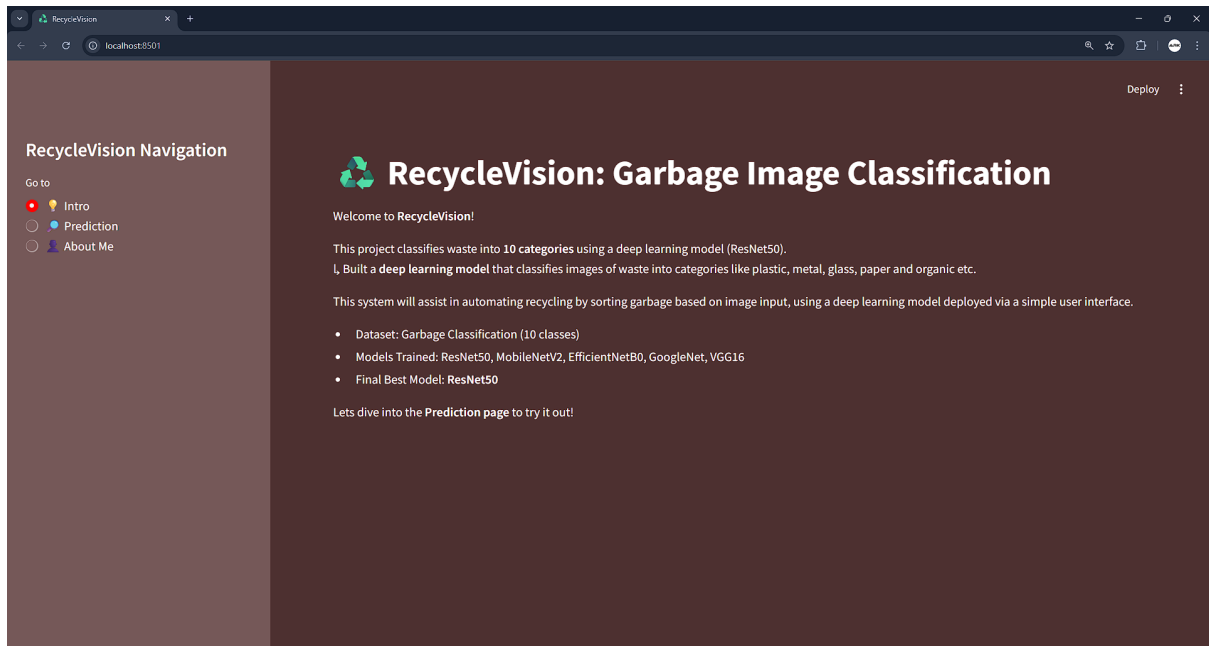 RecycleVision
localhost:8501
Deploy
RecycleVision Navigation
Go to
Intro
Prediction
About Me
RecycleVision: Garbage Image Classification
Welcome to RecycleVision!
This project classifies waste into 10 categories using a deep learning model (ResNet50).
Built a deep learning model that classifies images of waste into categories like plastic, metal, glass, paper and organic etc.
This system will assist in automating recycling by sorting garbage based on image input, using a deep learning model deployed via a simple user interface.
• Dataset: Garbage Classification (10 classes)
• Models Trained: ResNet50, MobileNetV2, EfficientNetB0, GoogleNet, VGG16
• Final Best Model: ResNet50
Lets dive into the Prediction page to try it out!